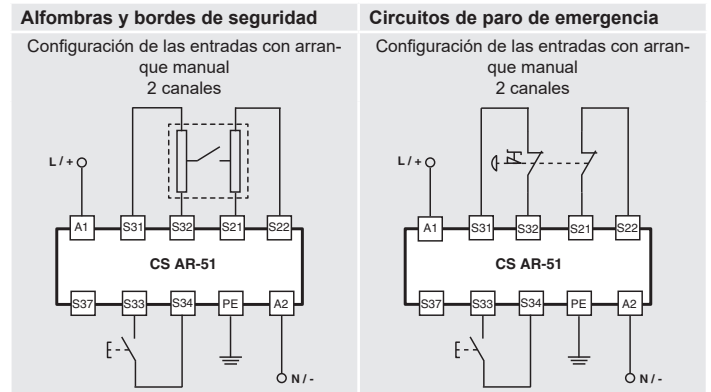 Alfombras y bordes de seguridad
Configuración de las entradas con arran-
que manual
2 canales
L / +
A1 S31 S32 S21 S22
CS AR-51
S37 S33 S34 PE A2
N / -
Circuitos de paro de emergencia
Configuración de las entradas con arran-
que manual
2 canales
L / +
A1 S31 S32 S21 S22
CS AR-51
S37 S33 S34 PE A2
N / -